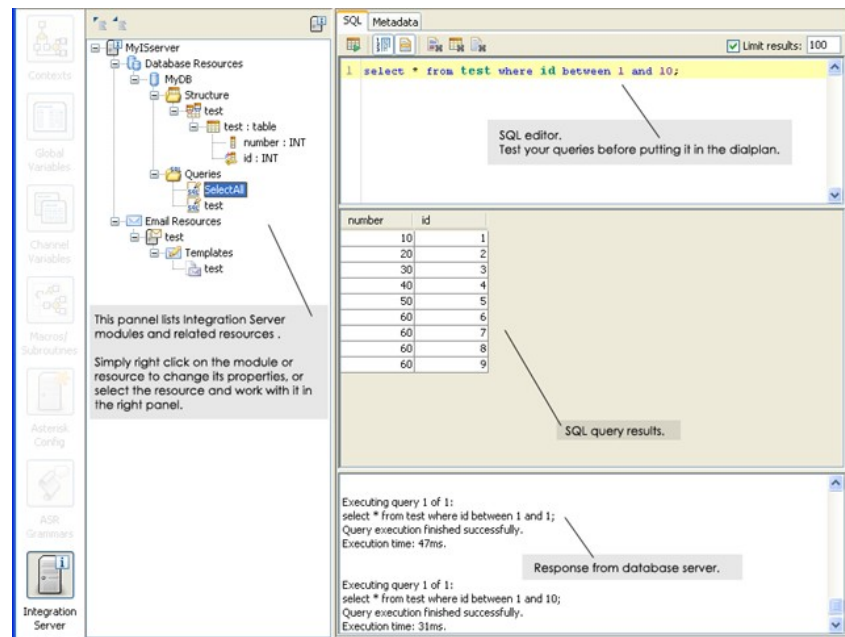 Contexts
Global
Variables
Channel
Variables
Macros/
Subroutines
Asterisk
Config
ASR
Grammars
Integration
Server
MyISserver
Database Resources
MyDB
Structure
test
test : table
number : INT
id : INT
Queries
SelectAll
test
Email Resources
test
Templates
test
This pannel lists Integration Server
modules and related resources .
Simply right click on the module or
resource to change its properties, or
select the resource and work with it in
the right panel.
SQL Metadata
Limit results: 100
1 select * from test where id between 1 and 10;
SQL editor.
Test your queries before putting it in the dialplan.
number id
10 1
20 2
30 3
40 4
50 5
60 6
60 7
60 8
60 9
SQL query results.
Executing query 1 of 1:
select * from test where id between 1 and 1;
Query execution finished successfully.
Execution time: 47ms.
Response from database server.
Executing query 1 of 1:
select * from test where id between 1 and 10;
Query execution finished successfully.
Execution time: 31ms.